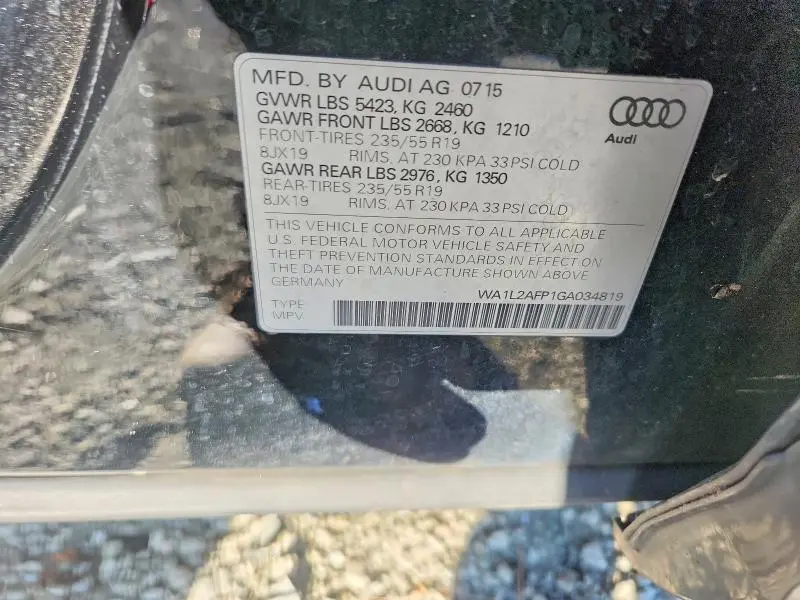 MFD. BY AUDI AG 0715
GVWR LBS 5423, KG 2460
GAWR FRONT LBS 2668, KG 1210
FRONT-TIRES 235/55 R19
8JX19 RIMS. AT 230 KPA 33 PSI COLD
GAWR REAR LBS 2976, KG 1350
REAR-TIRES 235/55 R19
8JX19 RIMS. AT 230 KPA 33 PSI COLD
Audi
THIS VEHICLE CONFORMS TO ALL APPLICABLE
U.S. FEDERAL MOTOR VEHICLE SAFETY AND
THEFT PREVENTION STANDARDS IN EFFECT ON
THE DATE OF MANUFACTURE SHOWN ABOVE
GERMANY
WA1L2AFP1GA034819
TYPE
MPV